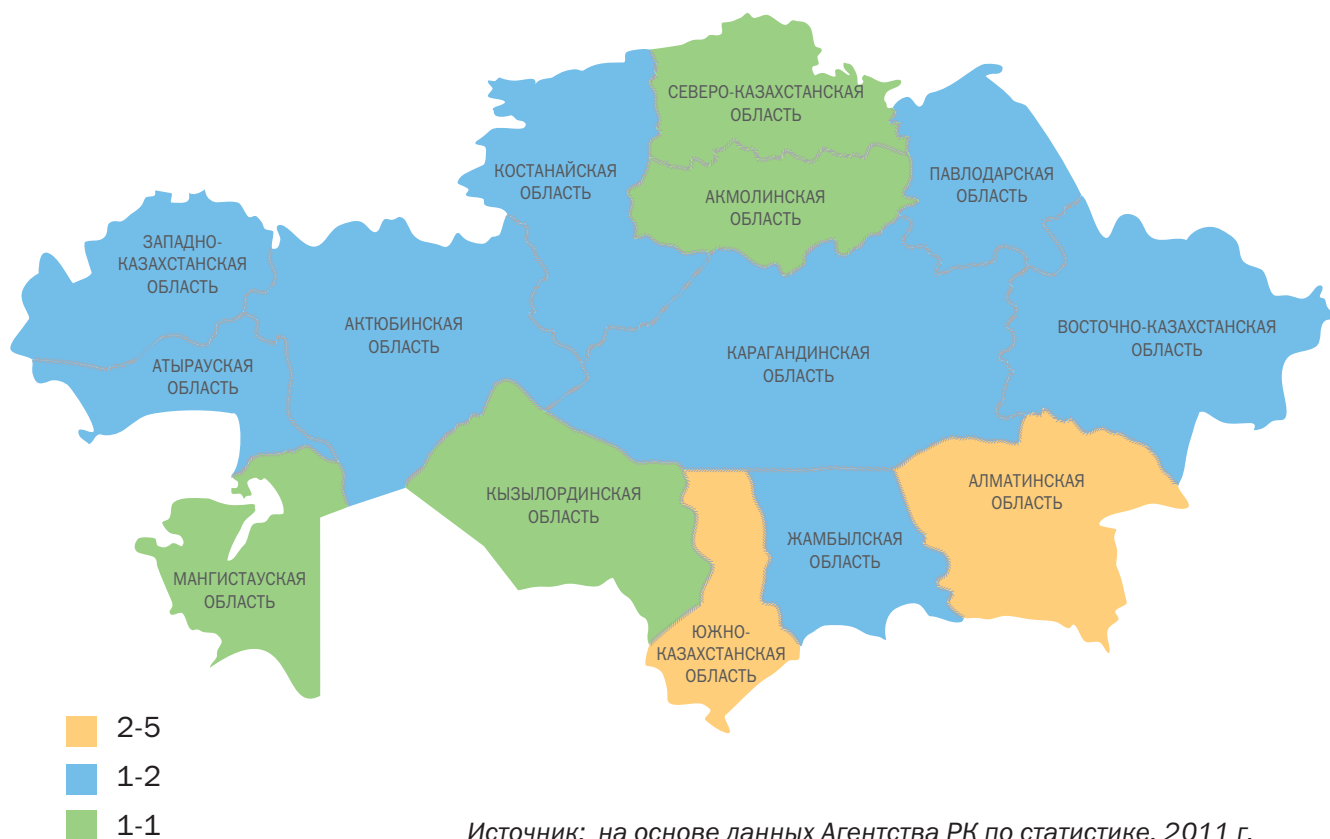 СЕВЕРО-КАЗАХСТАНСКАЯ
ОБЛАСТЬ
КОСТАНАЙСКАЯ
ОБЛАСТЬ
ПАВЛОДАРСКАЯ
ОБЛАСТЬ
АКМОЛИНСКАЯ
ОБЛАСТЬ
ЗАПАДНО-
КАЗАХСТАНСКАЯ
ОБЛАСТЬ
АКТЮБИНСКАЯ
ОБЛАСТЬ
ВОСТОЧНО-КАЗАХСТАНСКАЯ
ОБЛАСТЬ
КАРАГАНДИНСКАЯ
ОБЛАСТЬ
АТЫРАУСКАЯ
ОБЛАСТЬ
АЛМАТИНСКАЯ
ОБЛАСТЬ
КЫЗЫЛОРДИНСКАЯ
ОБЛАСТЬ
ЖАМБЫЛСКАЯ
ОБЛАСТЬ
МАНГИСТАУСКАЯ
ОБЛАСТЬ
ЮЖНО-
КАЗАХСТАНСКАЯ
ОБЛАСТЬ
2-5
1-2
1-1
Источник: на основе данных Агентства РК по статистике, 2011 г.